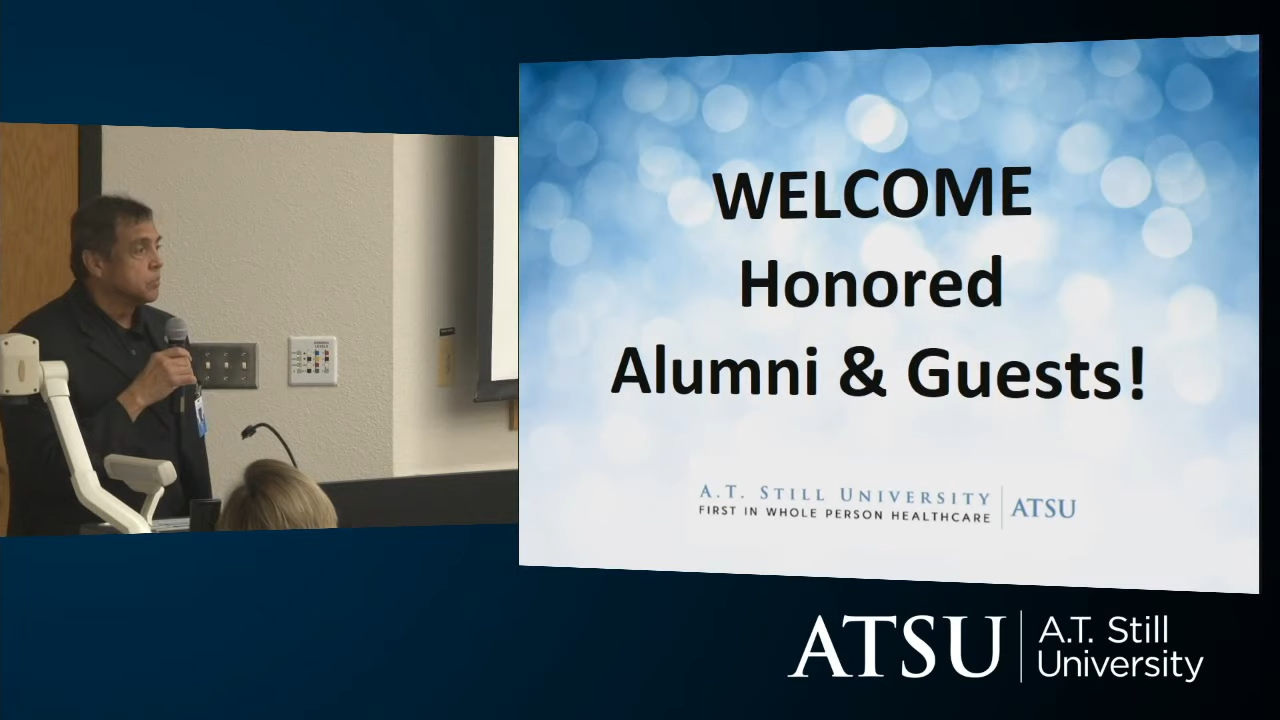 WELCOME
Honored
Alumni & Guests!
A.T. STILL UNIVERSITY
FIRST IN WHOLE PERSON HEALTHCARE
ATSU
ATSU
A.T. Still
University